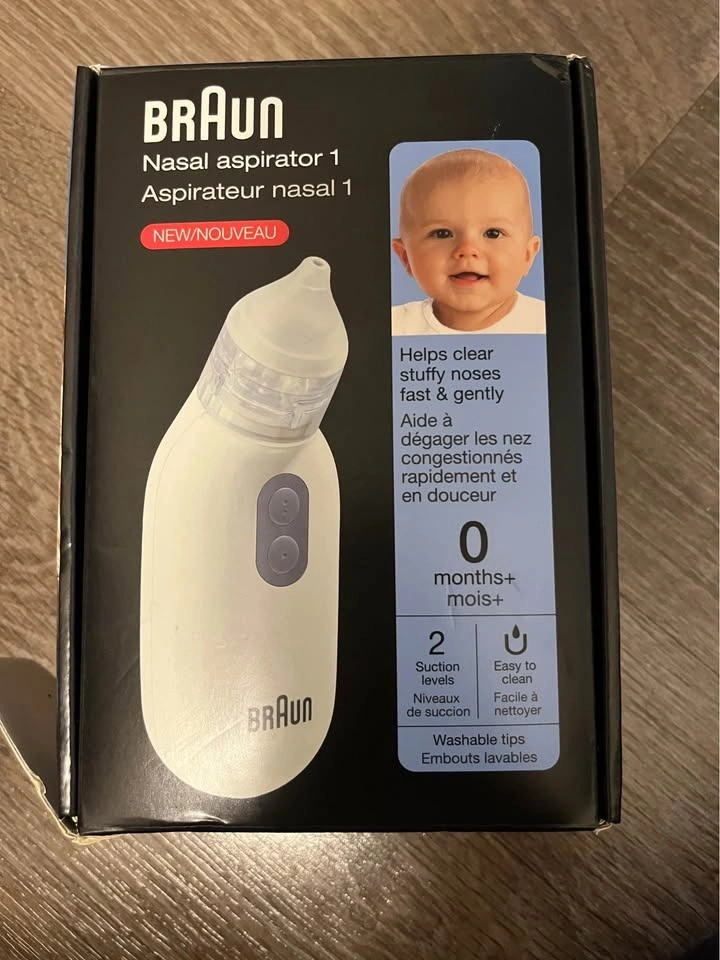 BRAUN
Nasal aspirator 1
Aspirateur nasal 1
NEW/NOUVEAU
Helps clear
stuffy noses
fast & gently
Aide à
dégager les nez
congestionnés
rapidement et
en douceur
0
months+
mois+
2
Suction
levels
Niveaux
de succion
Easy to
clean
Facile à
nettoyer
Washable tips
Embouts lavables
BRAUN